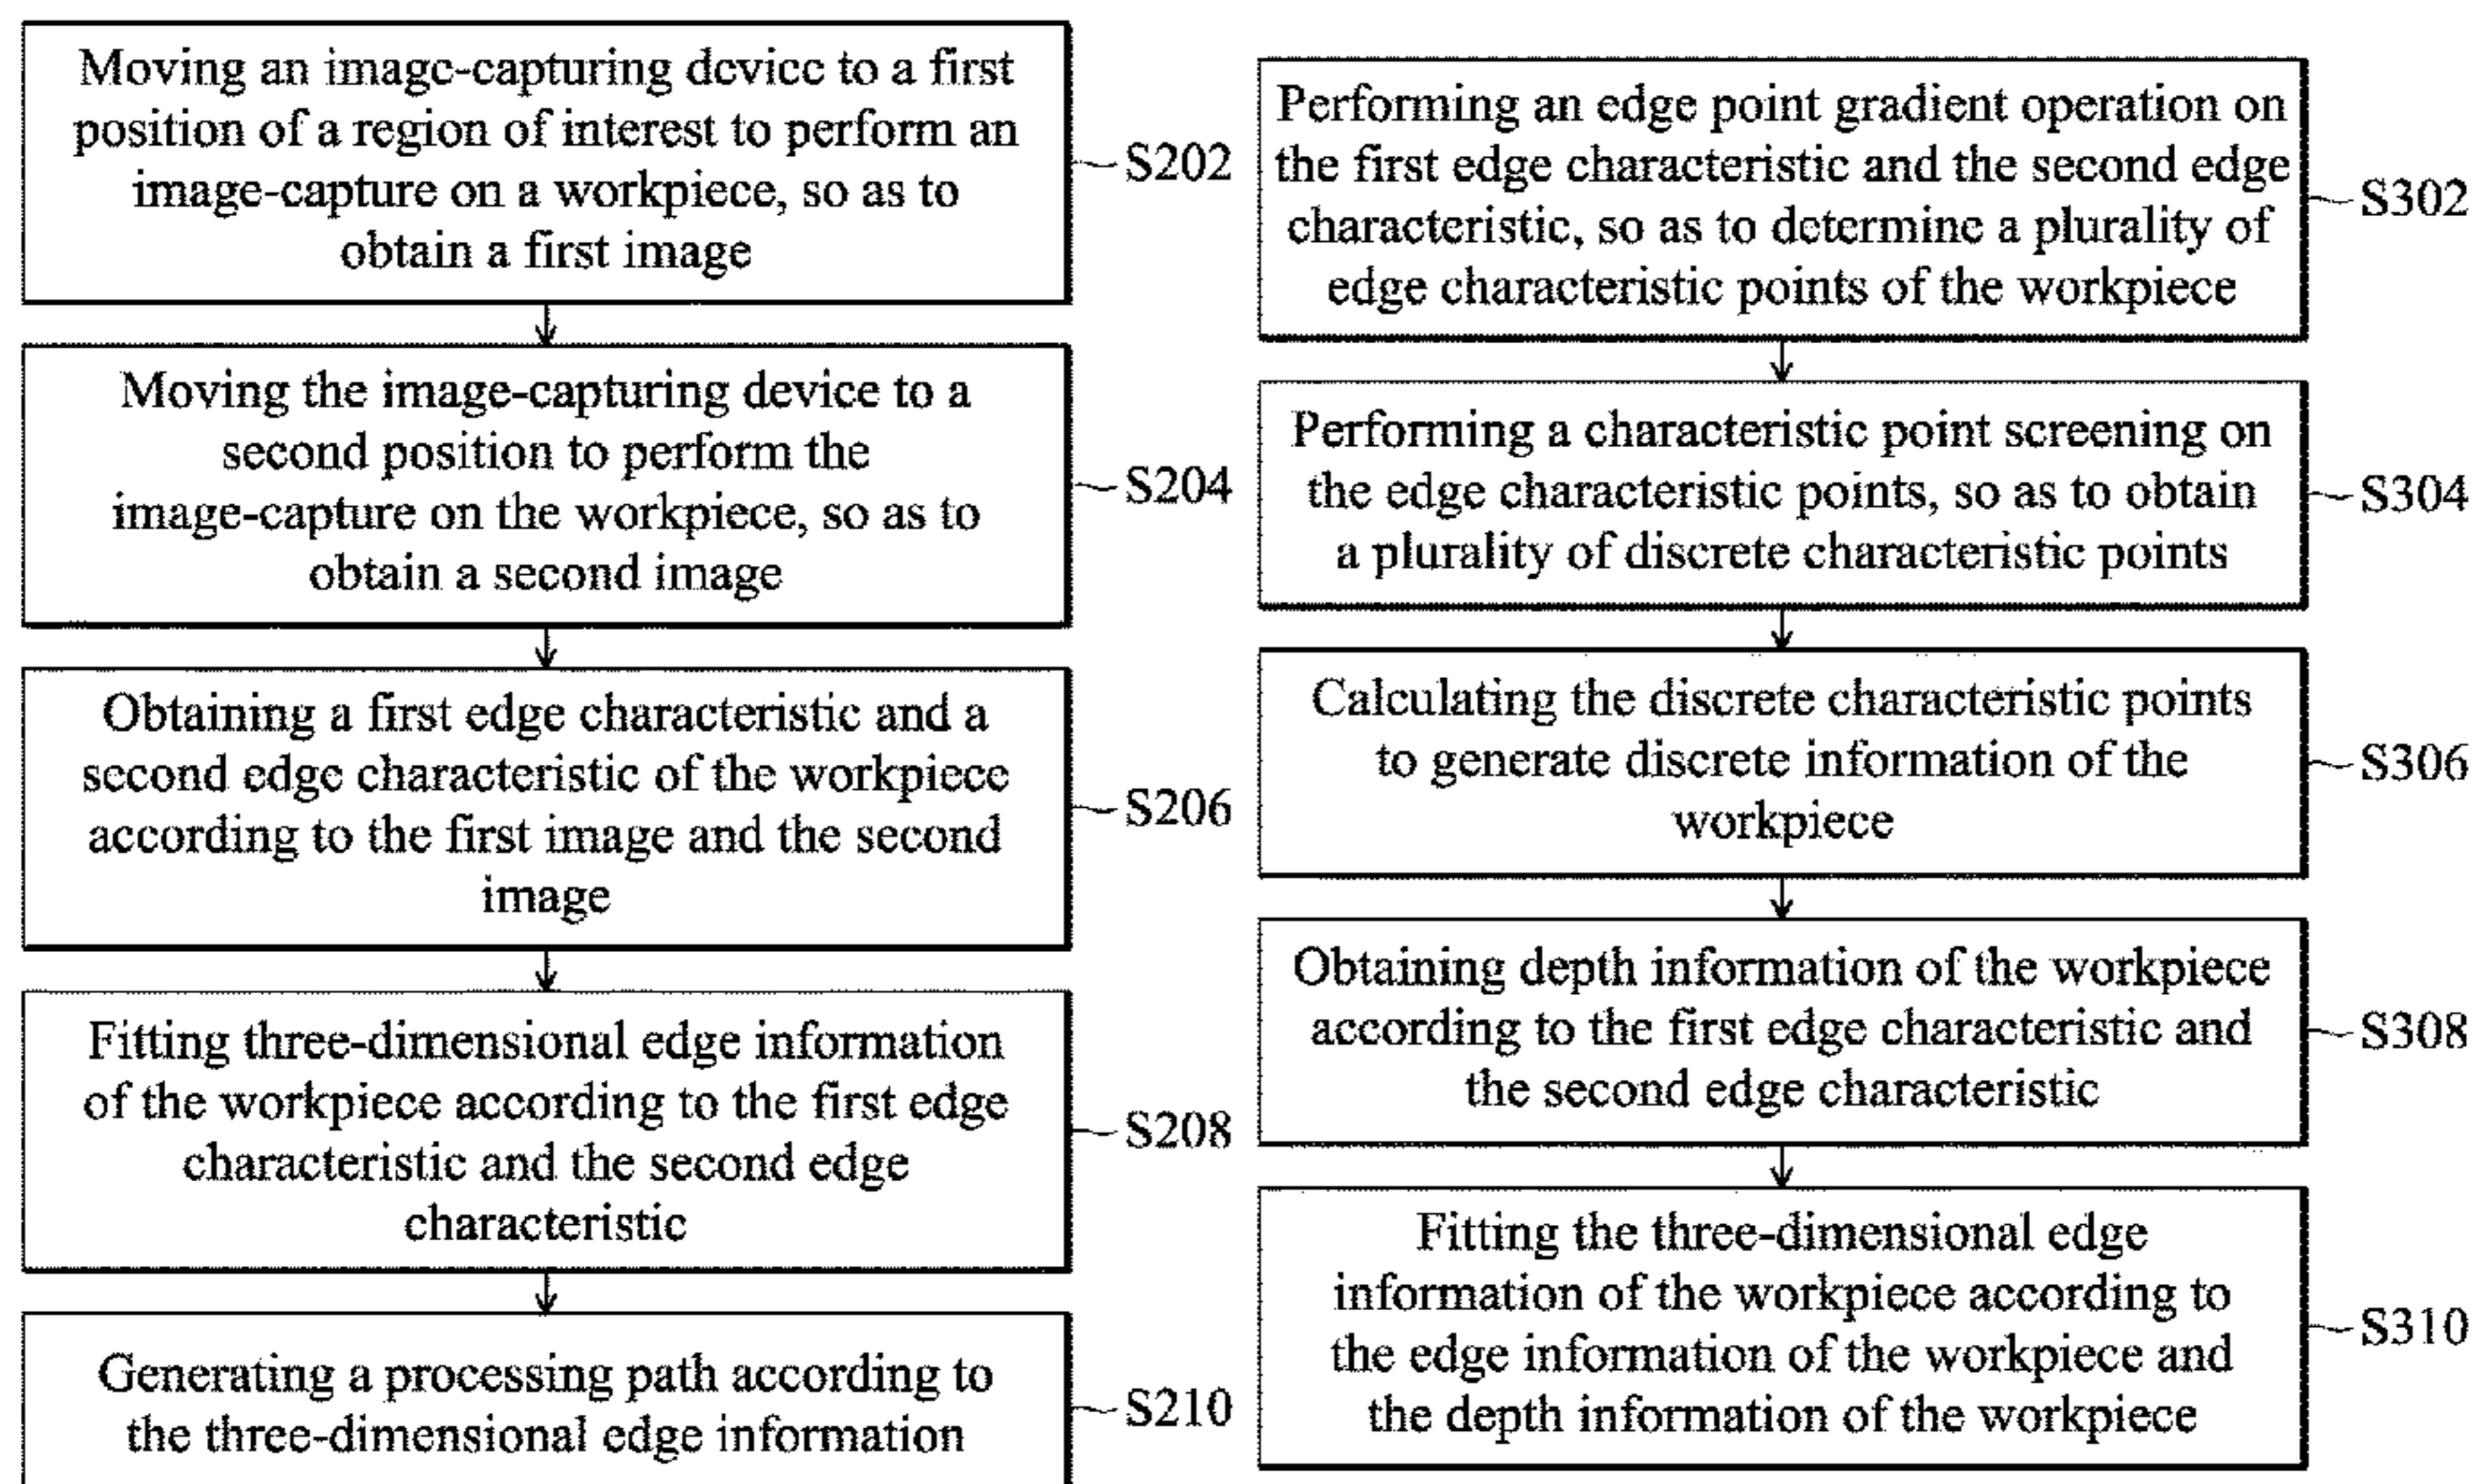 Moving an image-capturing device to a first
position of a region of interest to perform an
image-capture on a workpiece, so as to
obtain a first image
S202
Moving the image-capturing device to a
second position to perform the
image-capture on the workpiece, so as to
obtain a second image
S204
Obtaining a first edge characteristic and a
second edge characteristic of the workpiece
according to the first image and the second
image
S206
Fitting three-dimensional edge information
of the workpiece according to the first edge
characteristic and the second edge
characteristic
S208
Generating a processing path according to
the three-dimensional edge information
S210
Performing an edge point gradient operation on
the first edge characteristic and the second edge
characteristic, so as to determine a plurality of
edge characteristic points of the workpiece
S302
Performing a characteristic point screening on
the edge characteristic points, so as to obtain
a plurality of discrete characteristic points
S304
Calculating the discrete characteristic points
to generate discrete information of the
workpiece
S306
Obtaining depth information of the workpiece
according to the first edge characteristic and
the second edge characteristic
S308
Fitting the three-dimensional edge
information of the workpiece according to
the edge information of the workpiece and
the depth information of the workpiece
S310